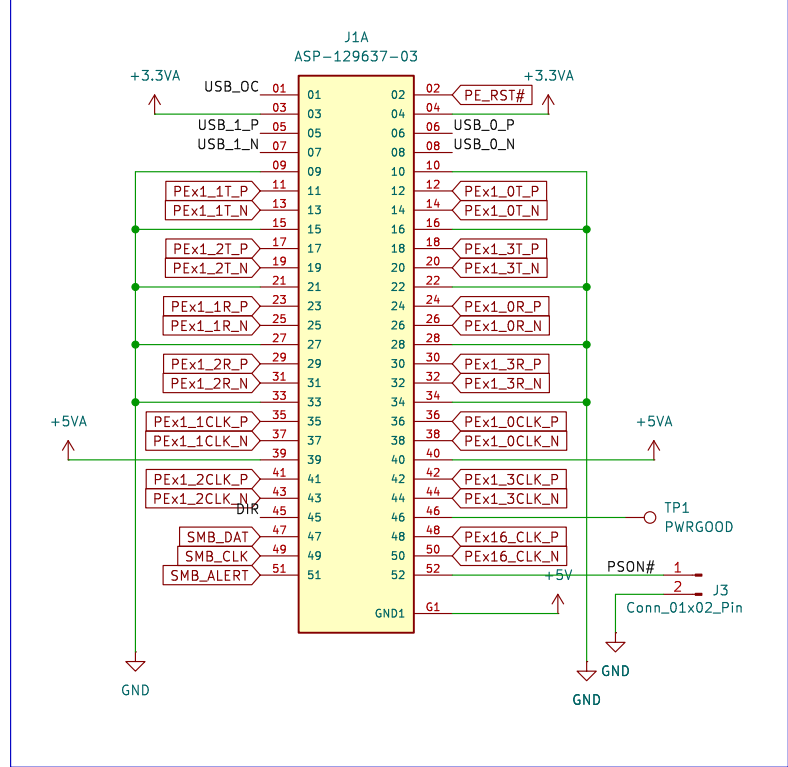 J1A
ASP-129637-03
+3.3VA +3.3VA
USB_OC 01 01 02 02 PE_RST#
03 03 04 04
USB_1_P 05 05 06 06 USB_0_P
USB_1_N 07 07 08 08 USB_0_N
09 09 10 10
PEx1_1T_P 11 11 12 12 PEx1_0T_P
PEx1_1T_N 13 13 14 14 PEx1_0T_N
15 15 16 16
PEx1_2T_P 17 17 18 18 PEx1_3T_P
PEx1_2T_N 19 19 20 20 PEx1_3T_N
21 21 22 22
PEx1_1R_P 23 23 24 24 PEx1_0R_P
PEx1_1R_N 25 25 26 26 PEx1_0R_N
27 27 28 28
PEx1_2R_P 29 29 30 30 PEx1_3R_P
PEx1_2R_N 31 31 32 32 PEx1_3R_N
33 33 34 34
+5VA PEx1_1CLK_P 35 35 36 36 PEx1_0CLK_P +5VA
PEx1_1CLK_N 37 37 38 38 PEx1_0CLK_N
39 39 40 40
PEx1_2CLK_P 41 41 42 42 PEx1_3CLK_P
PEx1_2CLK_N 43 43 44 44 PEx1_3CLK_N
DIR 45 45 46 46 TP1
PWRGOOD
SMB_DAT 47 47 48 48 PEx16_CLK_P
SMB_CLK 49 49 50 50 PEx16_CLK_N
SMB_ALERT 51 51 52 52 +5V PSON# 1
2 J3
Conn_01x02_Pin
GND1 G1
GND
GND
GND